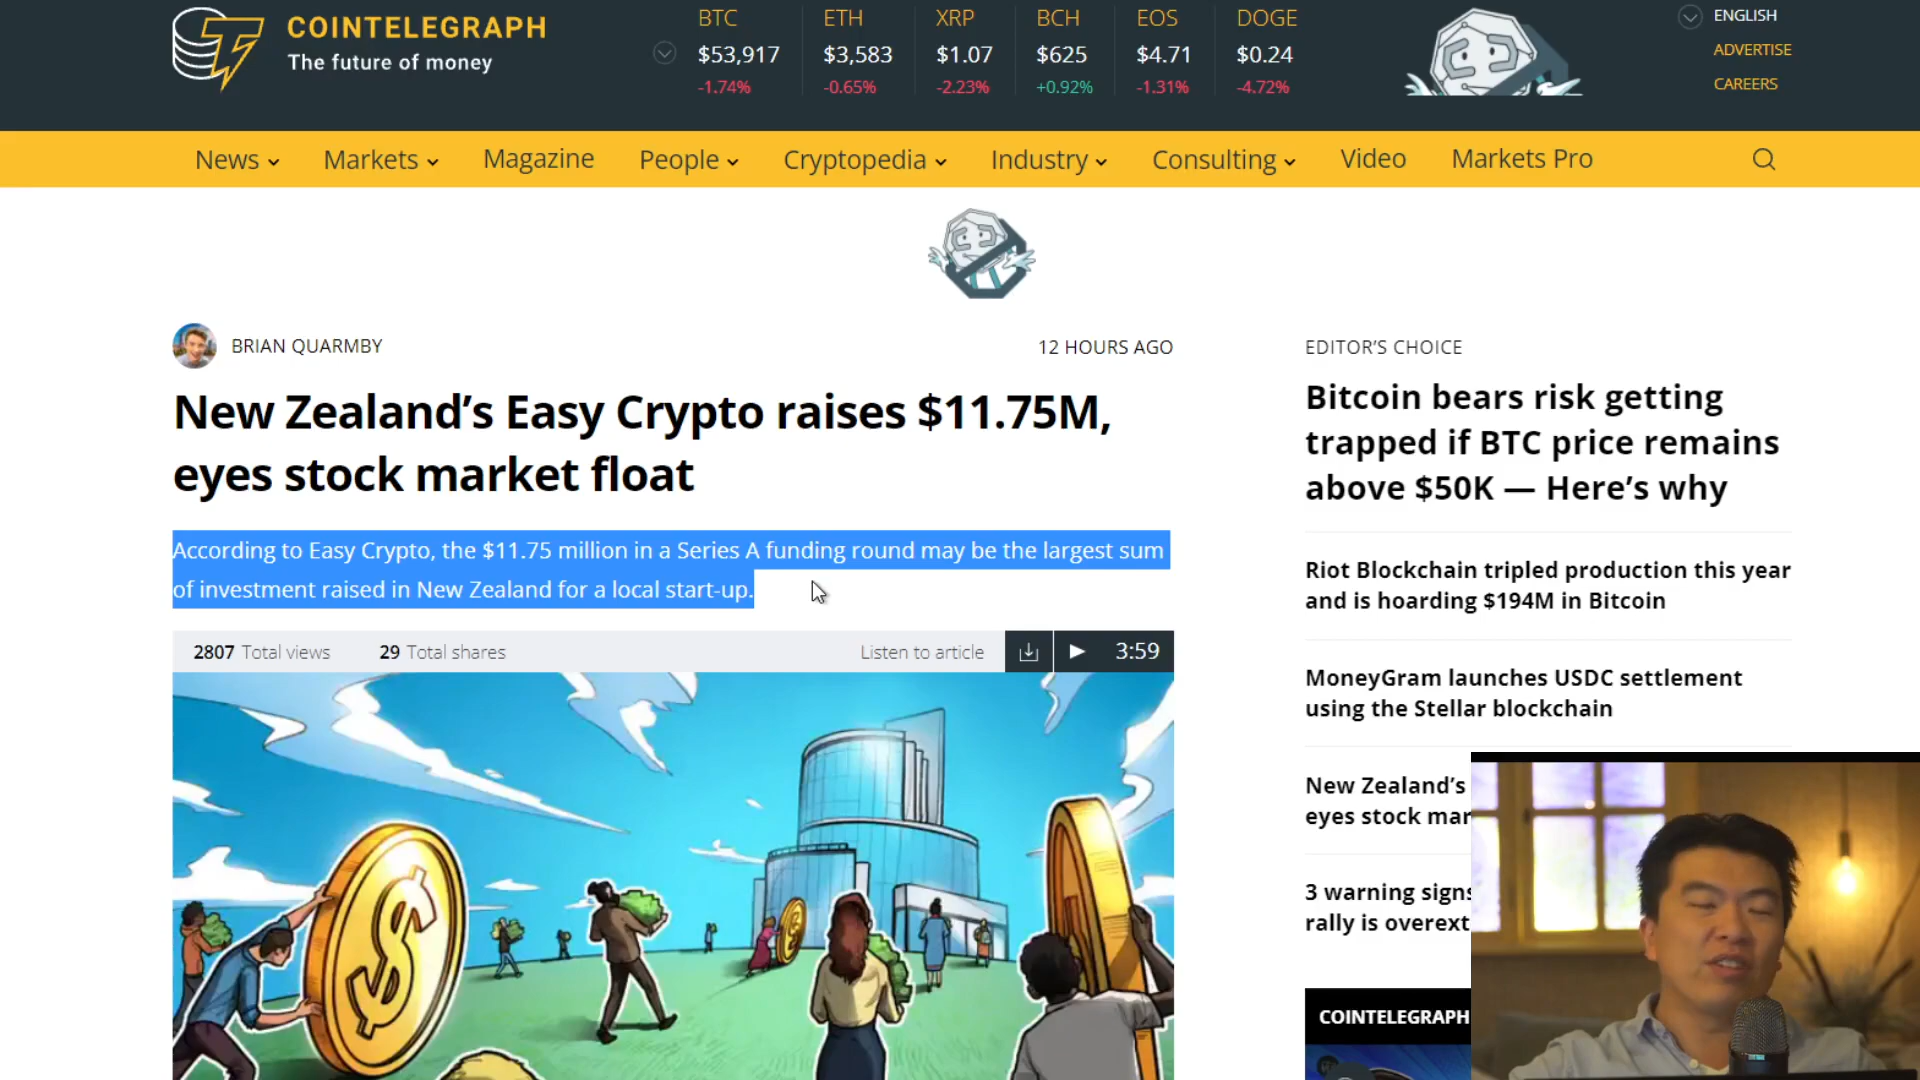 COINTELEGRAPH
The future of money
BTC
$53,917
-1.74%
ETH
$3,583
-0.65%
XRP
$1.07
-2.23%
BCH
$625
+0.92%
EOS
$4.71
-1.31%
DOGE
$0.24
-4.72%
ENGLISH
ADVERTISE
CAREERS
News
Markets
Magazine
People
Cryptopedia
Industry
Consulting
Video
Markets Pro
BRIAN QUARMBY
12 HOURS AGO
New Zealand’s Easy Crypto raises $11.75M,
eyes stock market float
According to Easy Crypto, the $11.75 million in a Series A funding round may be the largest sum
of investment raised in New Zealand for a local start-up.
2807 Total views
29 Total shares
Listen to article
3:59
EDITOR’S CHOICE
Bitcoin bears risk getting
trapped if BTC price remains
above $50K — Here’s why
Riot Blockchain tripled production this year
and is hoarding $194M in Bitcoin
MoneyGram launches USDC settlement
using the Stellar blockchain
New Zealand’s
eyes stock mar
3 warning signs
rally is overext
COINTELEGRAPH